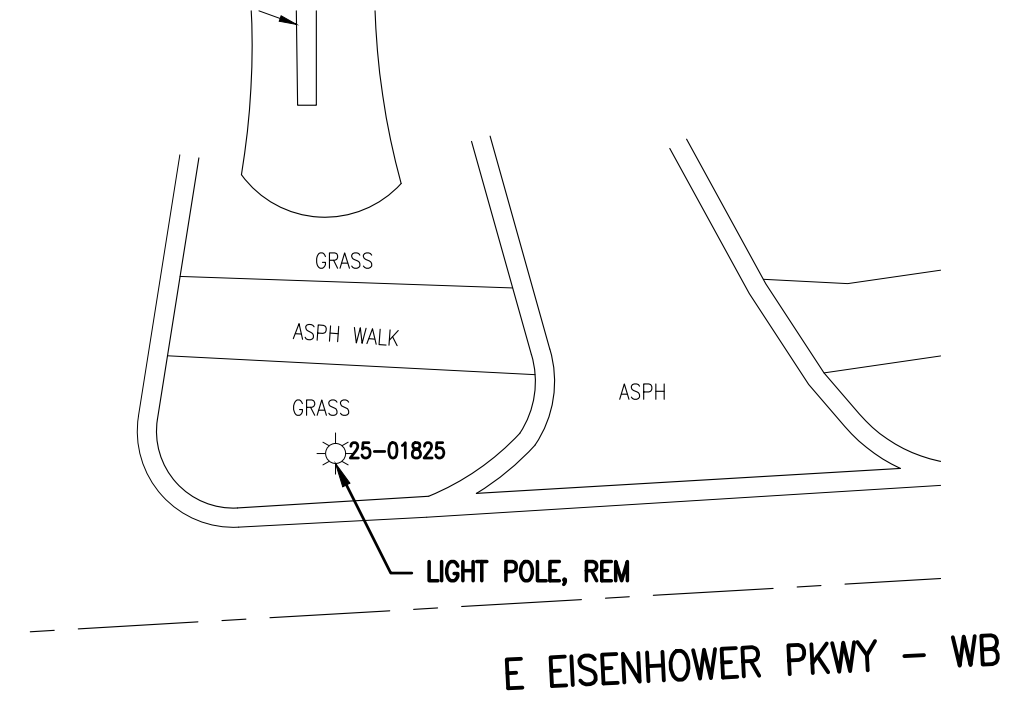 GRASS
ASPH WALK
ASPH
GRASS
25-01825
LIGHT POLE, REM
E EISENHOWER PKWY - WB